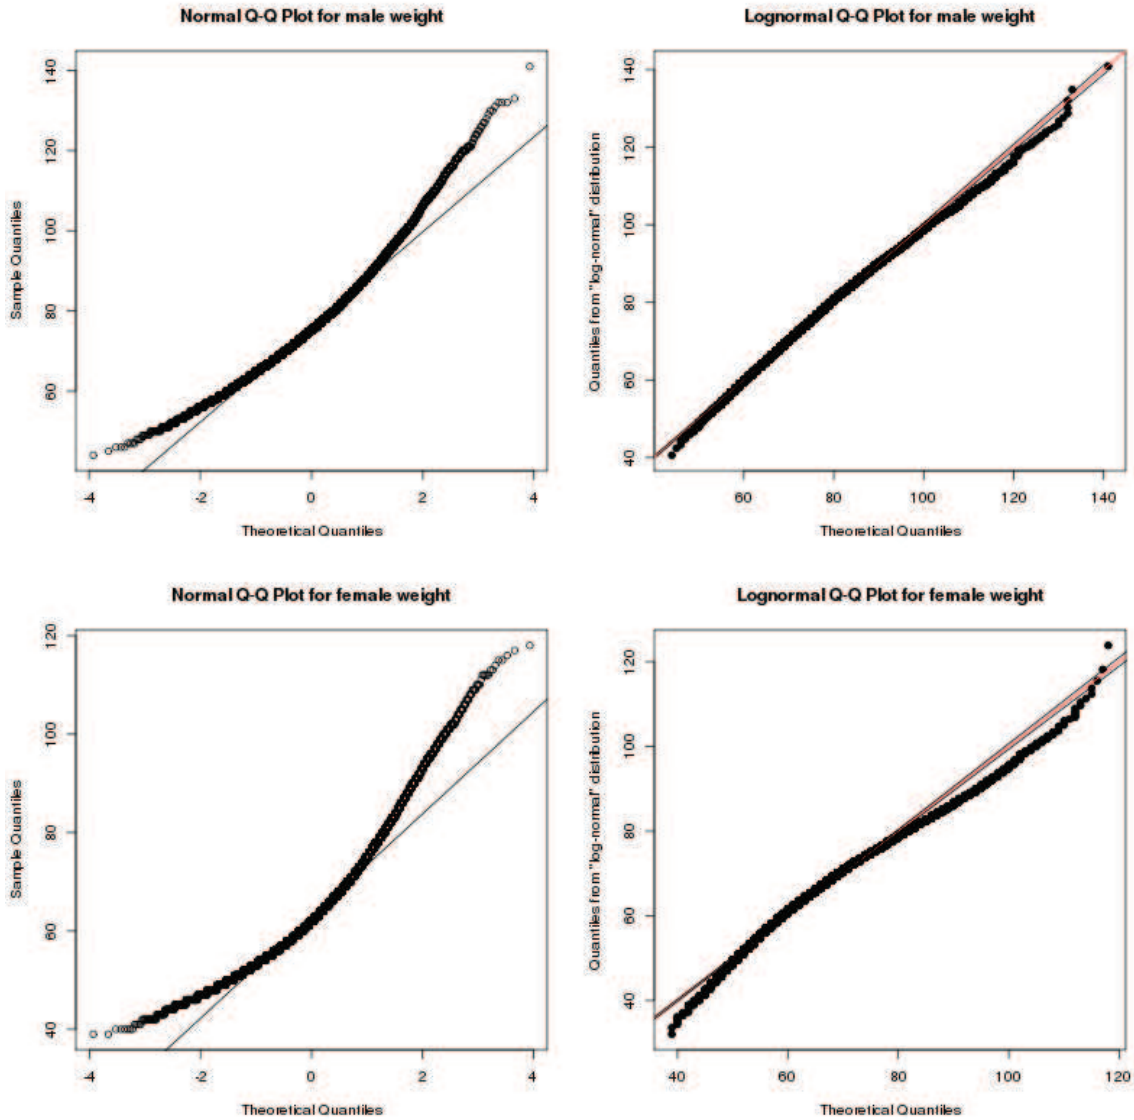 Normal Q-Q Plot for male weight
Sample Quantiles
140
120
100
80
60
-4 -2 0 2 4
Theoretical Quantiles
Lognormal Q-Q Plot for male weight
Quantiles from "log-normal" distribution
140
120
100
80
60
40
60 80 100 120 140
Theoretical Quantiles
Normal Q-Q Plot for female weight
Sample Quantiles
120
100
80
60
40
-4 -2 0 2 4
Theoretical Quantiles
Lognormal Q-Q Plot for female weight
Quantiles from "log-normal" distribution
120
100
80
60
40
40 60 80 100 120
Theoretical Quantiles